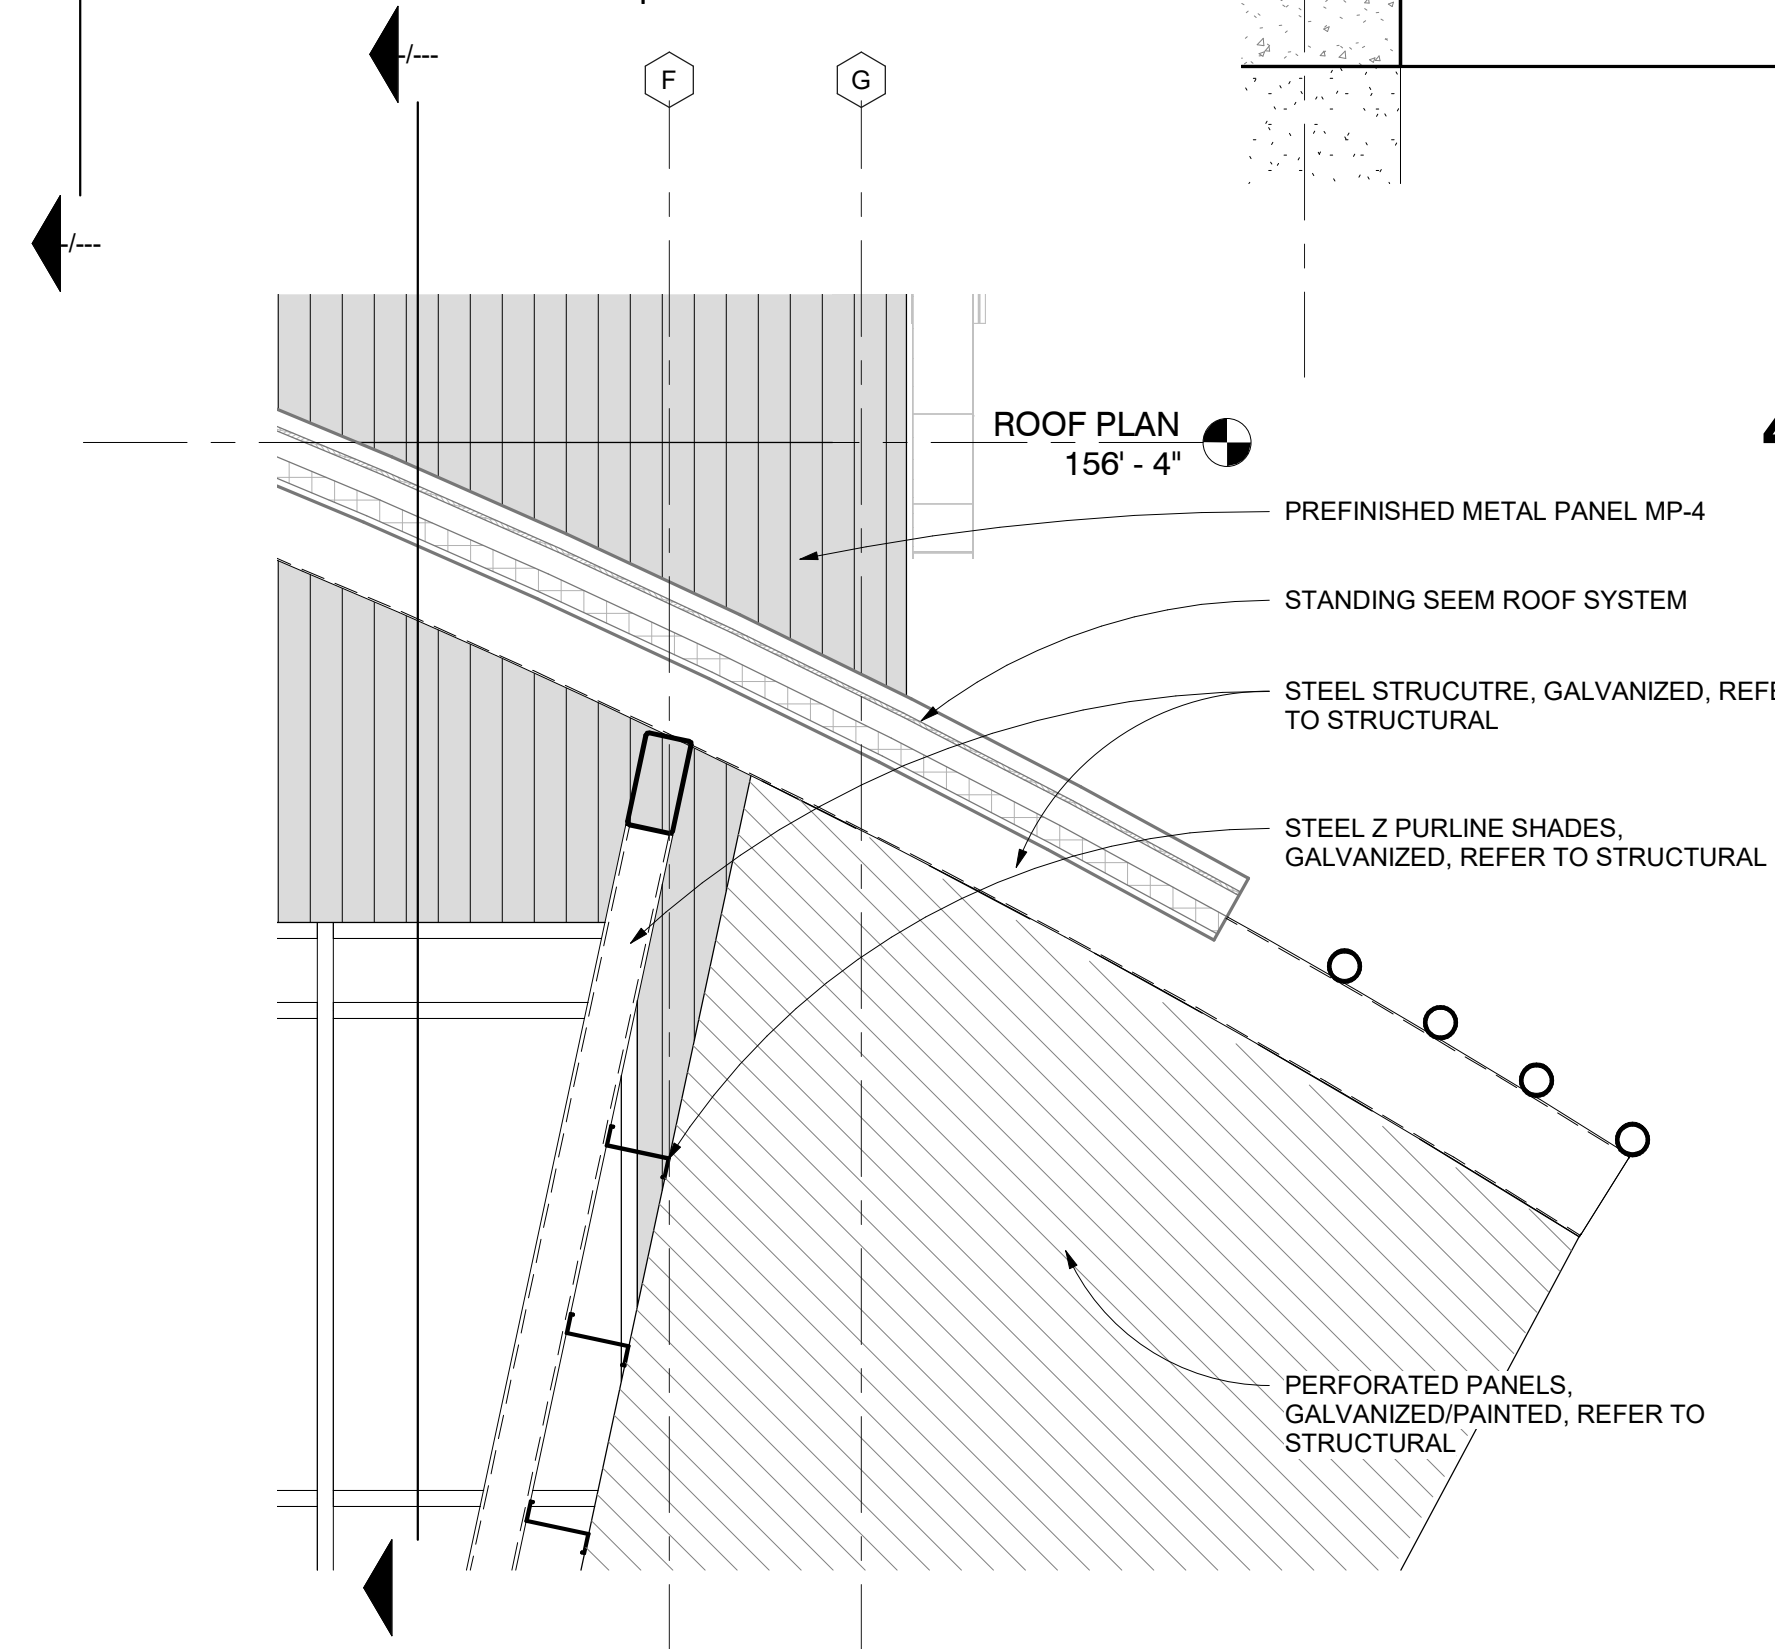 -/---
F
G
-/---
ROOF PLAN
156' - 4"
PREFINISHED METAL PANEL MP-4
STANDING SEEM ROOF SYSTEM
STEEL STRUCUTRE, GALVANIZED, REFE
TO STRUCTURAL
STEEL Z PURLINE SHADES,
GALVANIZED, REFER TO STRUCTURAL
PERFORATED PANELS,
GALVANIZED/PAINTED, REFER TO
STRUCTURAL